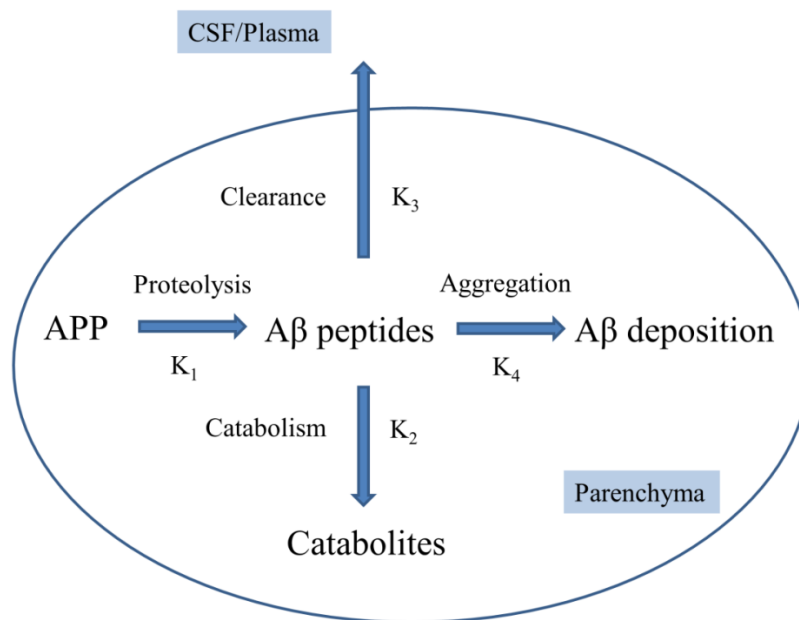 CSF/Plasma
Clearance K₃
Proteolysis Aggregation
APP Aβ peptides Aβ deposition
K₁ K₄
Catabolism K₂
Parenchyma
Catabolites